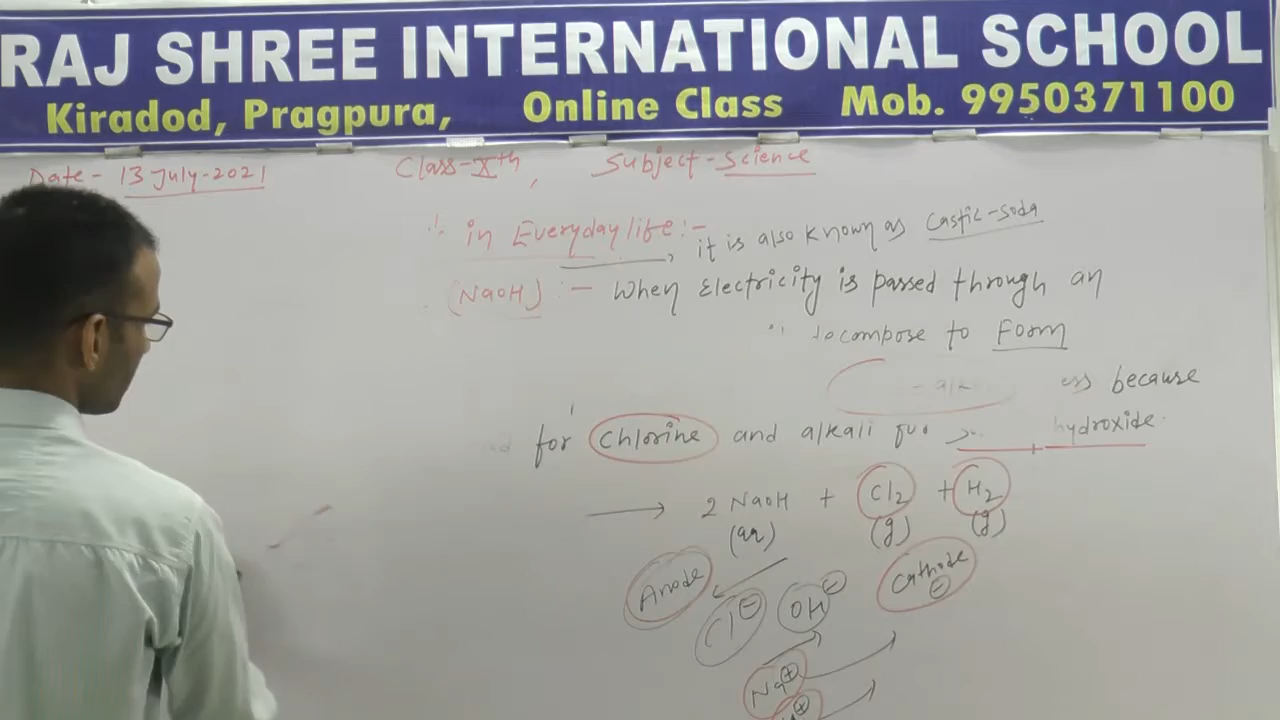 RAJ SHREE INTERNATIONAL SCHOOL
Kiradod, Pragpura, Online Class Mob. 9950371100
Date - 13 July-2021 Class-Xth, Subject-Science
in Everyday life:-
it is also known as Castic-Soda
(NaOH) :- When Electricity is passed through an
decompose to Form
because
for Chlorine and alkali hydroxide.
⟶ 2 NaOH + Cl2 + H2
(aq) (g) (g)
Anode Cathode ⊖
Cl⊖ OH⊖
Na⊕